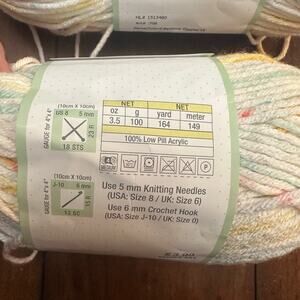 HL# 1513460
(10cm X 10cm)
GAUGE for 4"x 4"
US 8 5 mm
23 R
18 STS
NET NET
oz g yard meter
3.5 100 164 149
100% Low Pill Acrylic
(10cm X 10cm)
GAUGE for 4"x 4"
J-10 6 mm
15 R
12 SC
Use 5 mm Knitting Needles
(USA: Size 8 / UK: Size 6)
Use 6 mm Crochet Hook
(USA: Size J-10 / UK: Size 0)